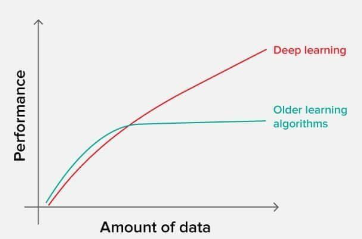 Deep learning
Older learning
algorithms
Performance
Amount of data